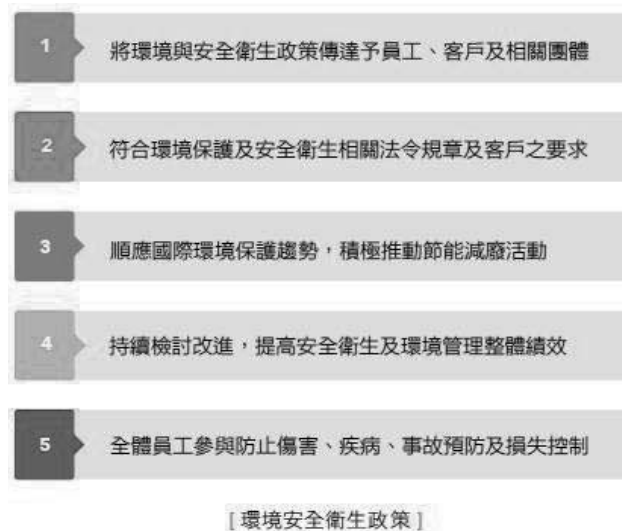 1
將環境與安全衛生政策傳達予員工、客戶及相關團體
2
符合環境保護及安全衛生相關法令規章及客戶之要求
3
順應國際環境保護趨勢，積極推動節能減廢活動
4
持續檢討改進，提高安全衛生及環境管理整體績效
5
全體員工參與防止傷害、疾病、事故預防及損失控制
[環境安全衛生政策]